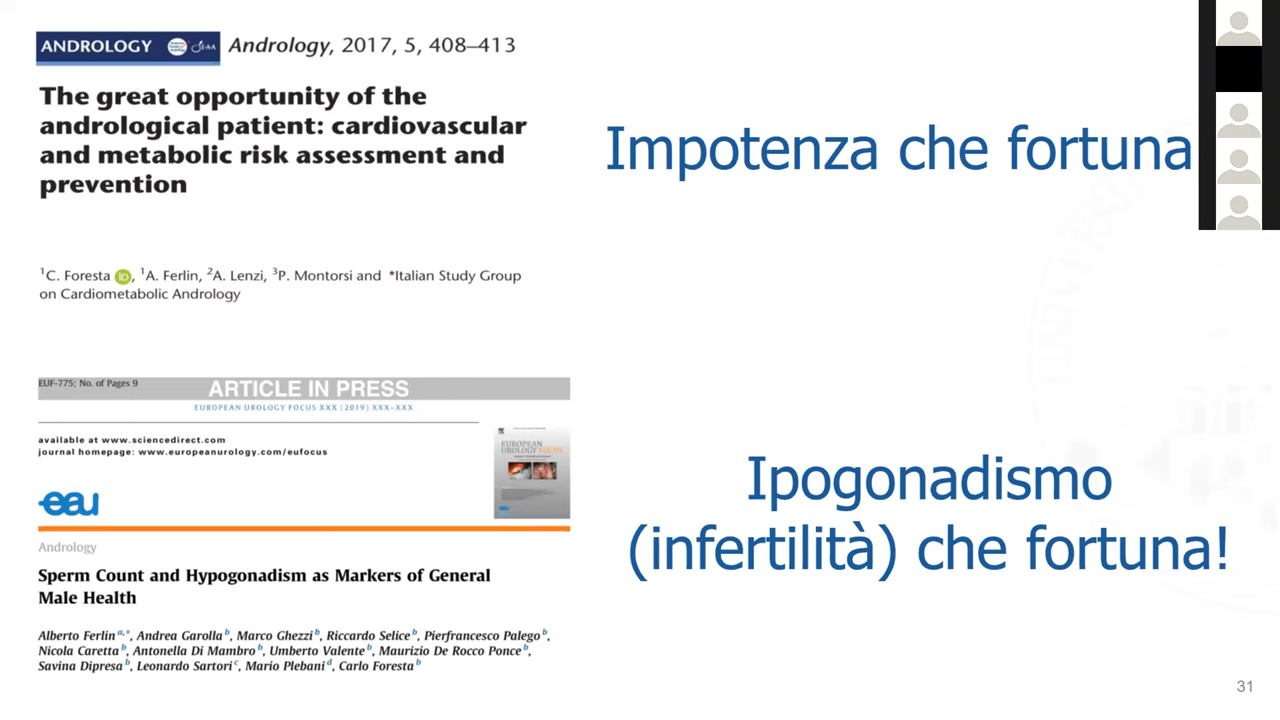 ANDROLOGY
Andrology, 2017, 5, 408–413
The great opportunity of the
andrological patient: cardiovascular
and metabolic risk assessment and
prevention
Impotenza che fortuna
1C. Foresta iD, 1A. Ferlin, 2A. Lenzi, 3P. Montorsi and *Italian Study Group
on Cardiometabolic Andrology
EUF-775; No. of Pages 9
ARTICLE IN PRESS
EUROPEAN UROLOGY FOCUS XXX (2019) XXX–XXX
available at www.sciencedirect.com
journal homepage: www.europeanurology.com/eufocus
EUROPEAN
UROLOGY FOCUS
eau
Ipogonadismo
(infertilità) che fortuna!
Andrology
Sperm Count and Hypogonadism as Markers of General
Male Health
Alberto Ferlin a,*, Andrea Garolla b, Marco Ghezzi b, Riccardo Selice b, Pierfrancesco Palego b,
Nicola Caretta b, Antonella Di Mambro b, Umberto Valente b, Maurizio De Rocco Ponce b,
Savina Dipresa b, Leonardo Sartori c, Mario Plebani d, Carlo Foresta b
31